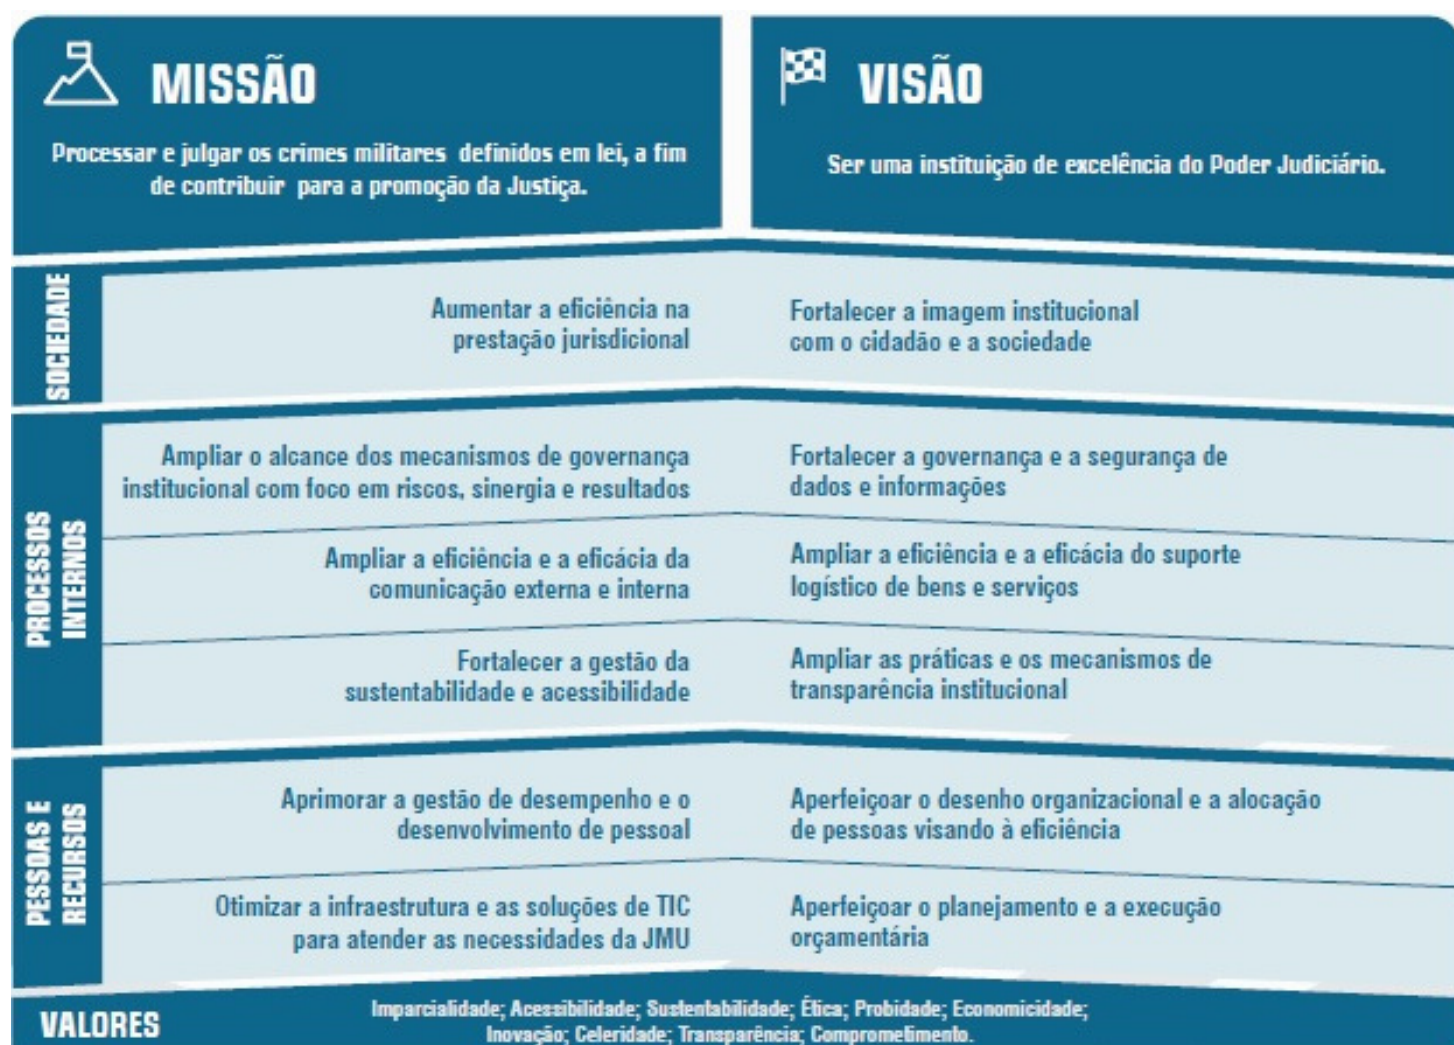 MISSÃO
Processar e julgar os crimes militares definidos em lei, a fim
de contribuir para a promoção da Justiça.
VISÃO
Ser uma instituição de excelência do Poder Judiciário.
SOCIEDADE
Aumentar a eficiência na
prestação jurisdicional
Fortalecer a imagem institucional
com o cidadão e a sociedade
PROCESSOS
INTERNOS
Ampliar o alcance dos mecanismos de governança
institucional com foco em riscos, sinergia e resultados
Fortalecer a governança e a segurança de
dados e informações
Ampliar a eficiência e a eficácia da
comunicação externa e interna
Ampliar a eficiência e a eficácia do suporte
logístico de bens e serviços
Fortalecer a gestão da
sustentabilidade e acessibilidade
Ampliar as práticas e os mecanismos de
transparência institucional
PESSOAS E
RECURSOS
Aprimorar a gestão de desempenho e o
desenvolvimento de pessoal
Aperfeiçoar o desenho organizacional e a alocação
de pessoas visando à eficiência
Otimizar a infraestrutura e as soluções de TIC
para atender as necessidades da JMU
Aperfeiçoar o planejamento e a execução
orçamentária
VALORES
Imparcialidade; Acessibilidade; Sustentabilidade; Ética; Probidade; Economicidade;
Inovação; Celeridade; Transparência; Comprometimento.